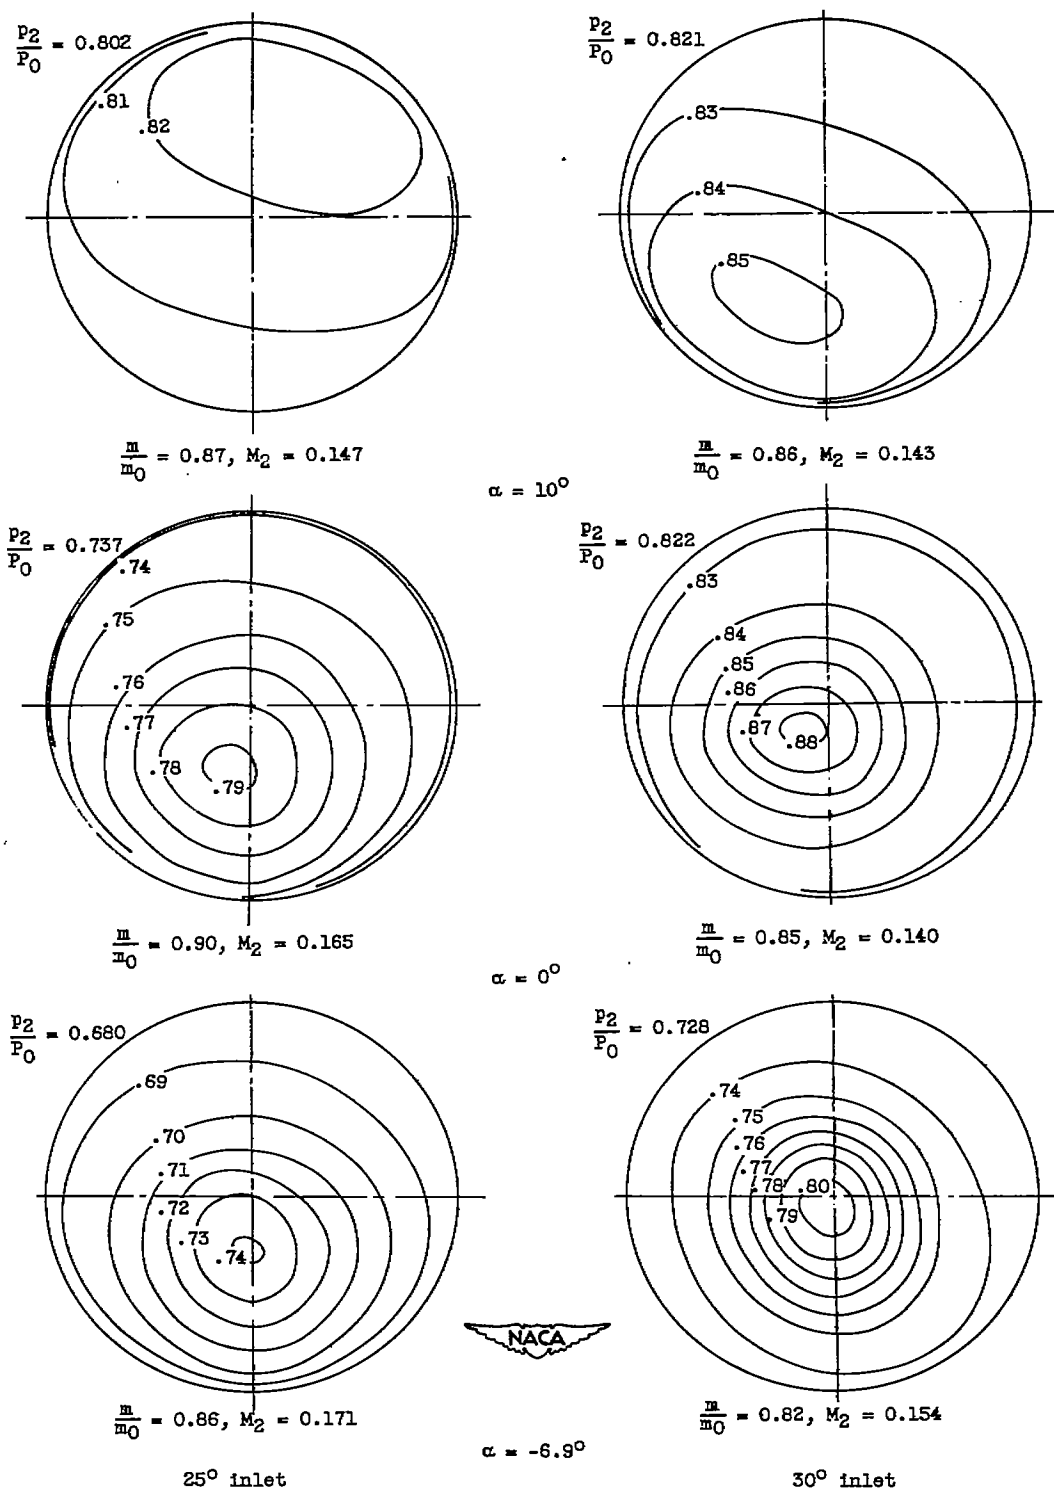 p2/P0 = 0.802
.81
.82
m/m0 = 0.87, M2 = 0.147
p2/P0 = 0.821
.83
.84
.85
m/m0 = 0.86, M2 = 0.143
α = 10°
p2/P0 = 0.737
.74
.75
.76
.77
.78
.79
m/m0 = 0.90, M2 = 0.165
p2/P0 = 0.822
.83
.84
.85
.86
.87
.88
m/m0 = 0.85, M2 = 0.140
α = 0°
p2/P0 = 0.680
.69
.70
.71
.72
.73
.74
m/m0 = 0.86, M2 = 0.171
p2/P0 = 0.728
.74
.75
.76
.77
.78
.80
.79
m/m0 = 0.82, M2 = 0.154
NACA
α = -6.9°
25° inlet
30° inlet